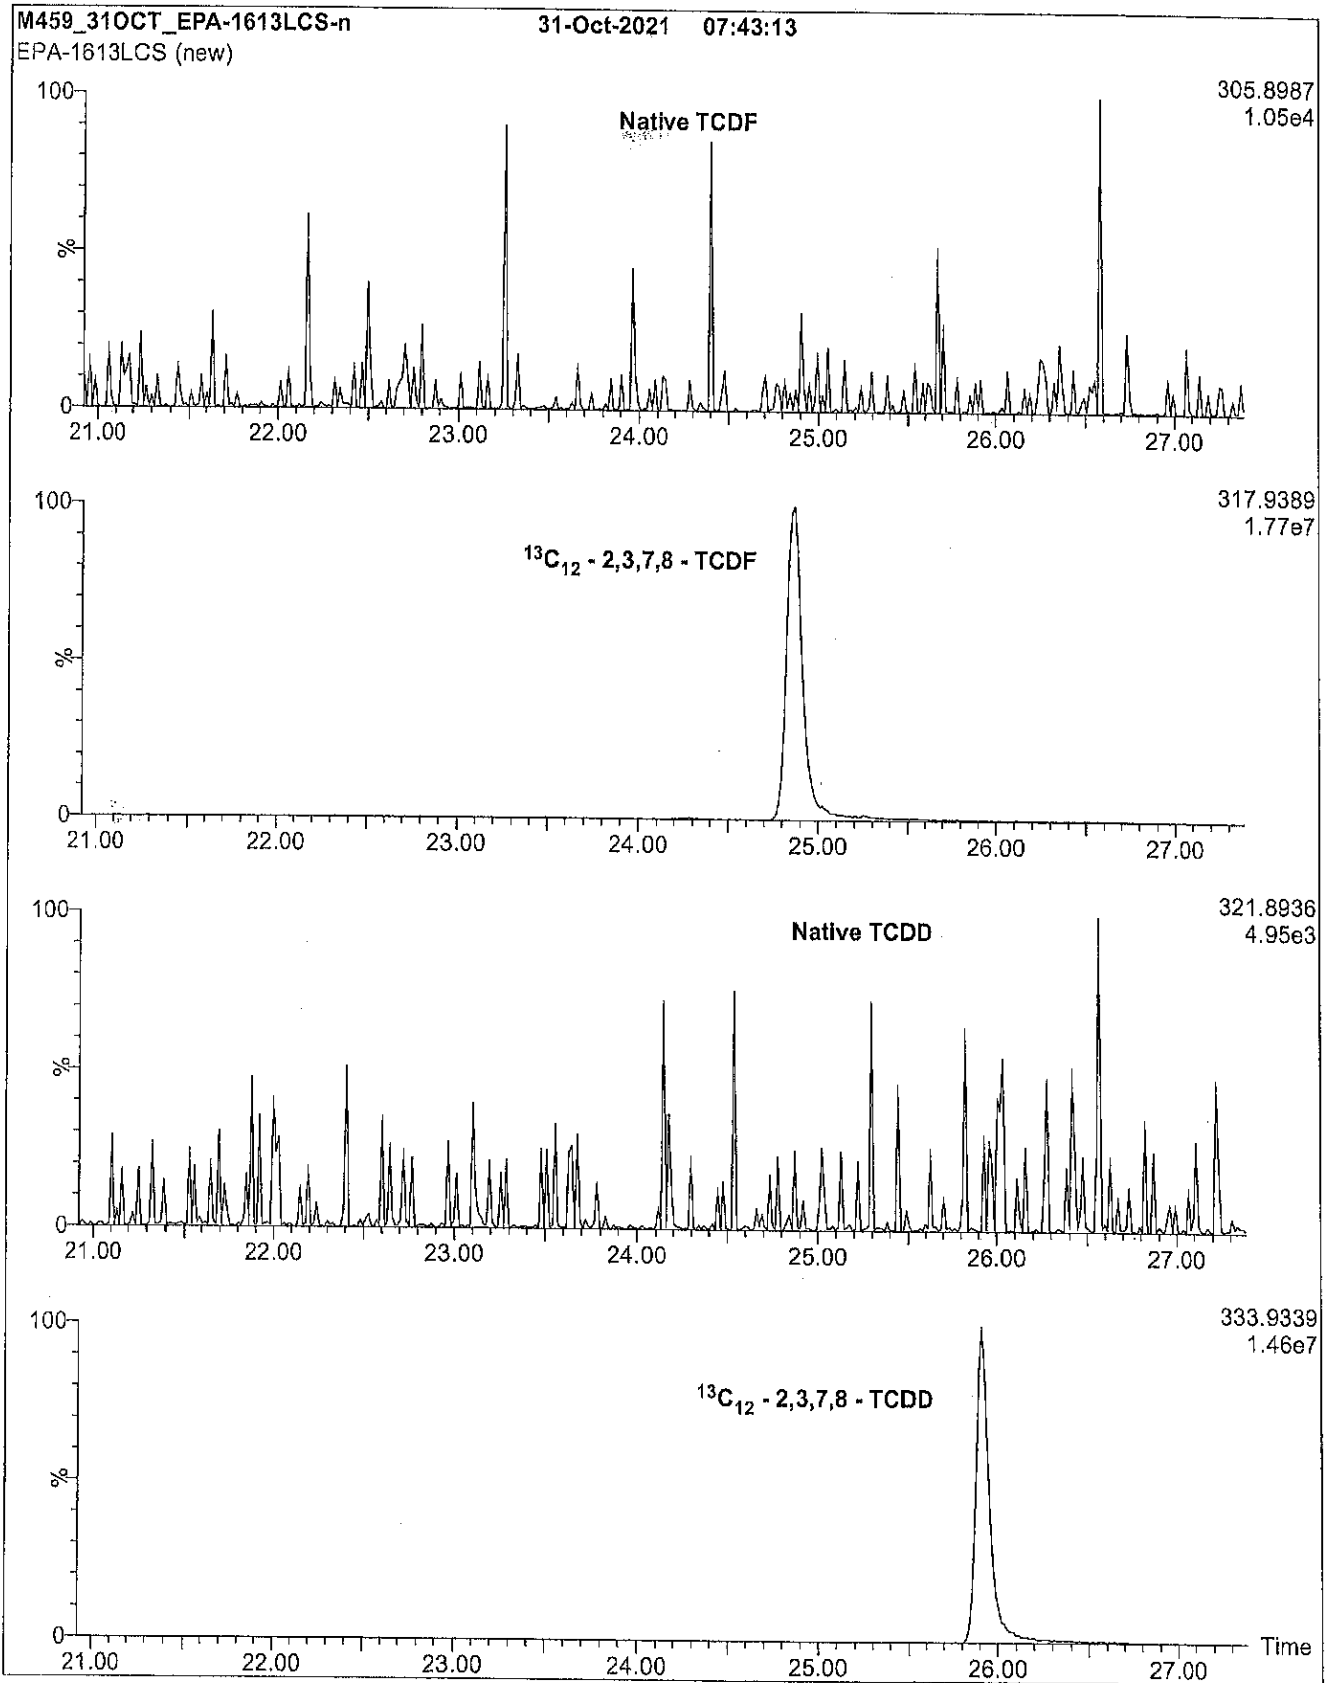 M459_31OCT_EPA-1613LCS-n 31-Oct-2021 07:43:13
EPA-1613LCS (new)
305.8987
1.05e4
Native TCDF
100
%
0
21.00 22.00 23.00 24.00 25.00 26.00 27.00
317.9389
1.77e7
¹³C₁₂ - 2,3,7,8 - TCDF
100
%
0
21.00 22.00 23.00 24.00 25.00 26.00 27.00
321.8936
4.95e3
Native TCDD
100
%
0
21.00 22.00 23.00 24.00 25.00 26.00 27.00
333.9339
1.46e7
¹³C₁₂ - 2,3,7,8 - TCDD
100
%
0
21.00 22.00 23.00 24.00 25.00 26.00 27.00 Time